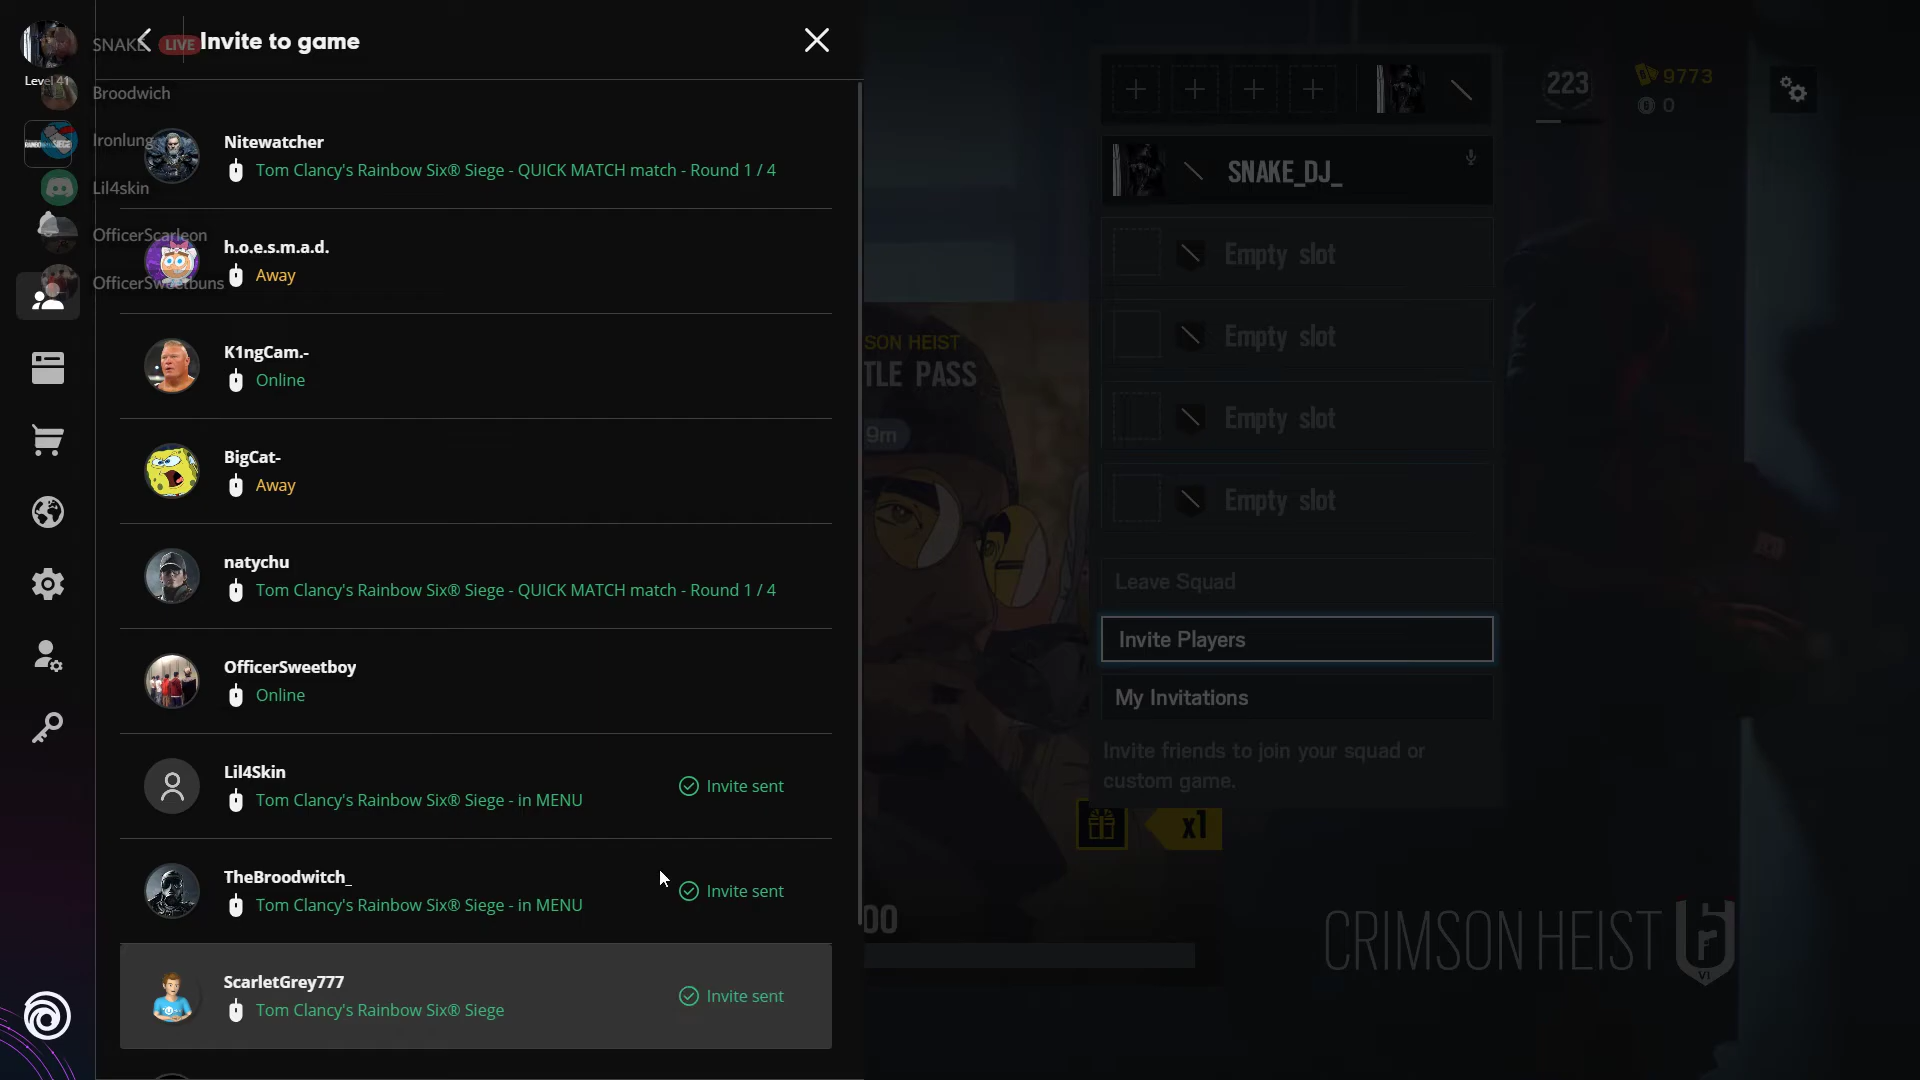 SNAKE
LIVE
Invite to game
Level 41
Broodwich
Ironlung
Lil4skin
OfficerScarleon
OfficerSweetbuns
Nitewatcher
Tom Clancy's Rainbow Six® Siege - QUICK MATCH match - Round 1 / 4
h.o.e.s.m.a.d.
Away
K1ngCam.-
Online
BigCat-
Away
natychu
Tom Clancy's Rainbow Six® Siege - QUICK MATCH match - Round 1 / 4
OfficerSweetboy
Online
Lil4Skin
Tom Clancy's Rainbow Six® Siege - in MENU
Invite sent
TheBroodwitch_
Tom Clancy's Rainbow Six® Siege - in MENU
Invite sent
ScarletGrey777
Tom Clancy's Rainbow Six® Siege
Invite sent
SON HEIST
TLE PASS
9m
00
223
9773
0
SNAKE_DJ_
Empty slot
Empty slot
Empty slot
Empty slot
Leave Squad
Invite Players
My Invitations
Invite friends to join your squad or
custom game.
x1
CRIMSON HEIST
VI